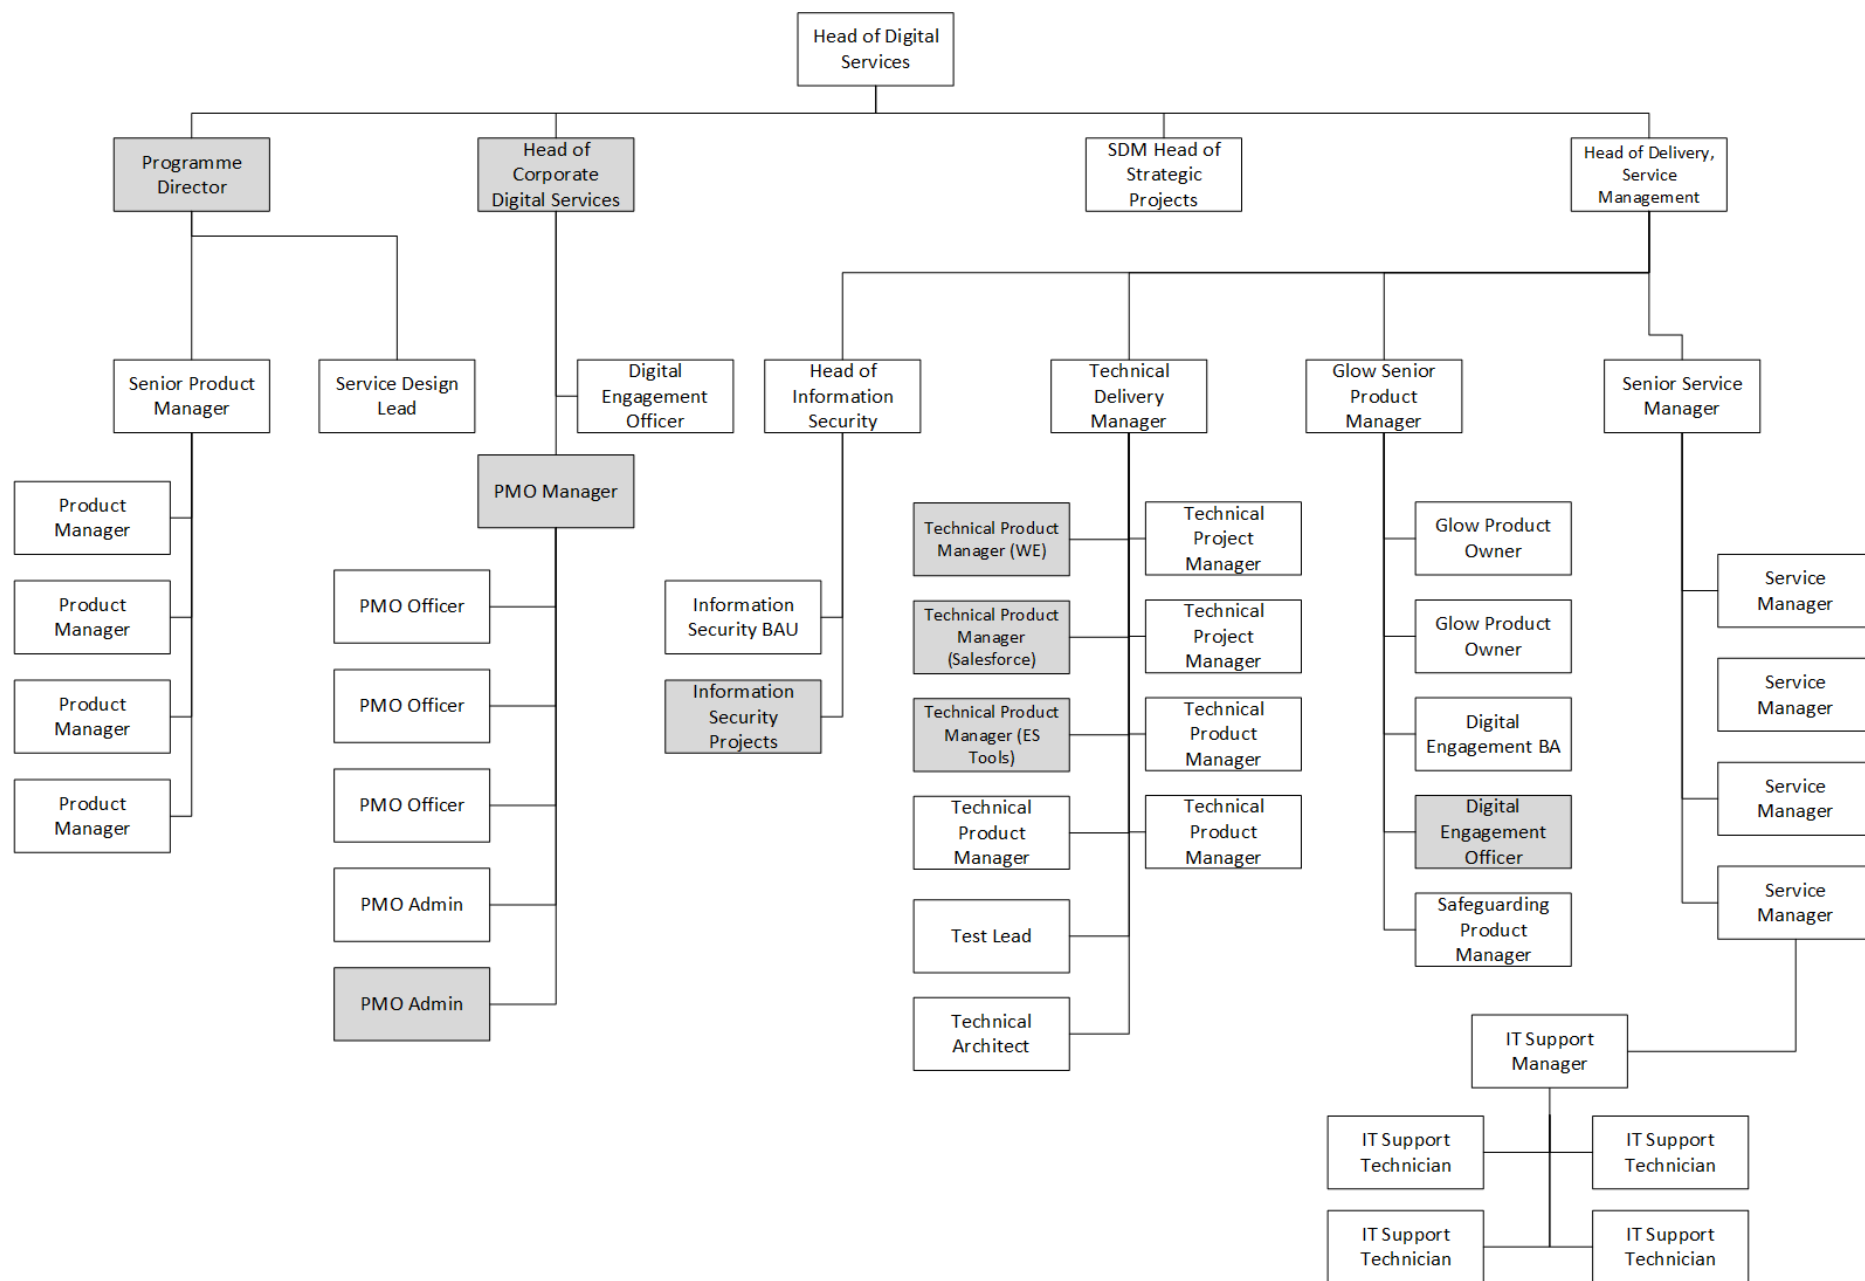 Head of Digital
Services
Programme
Director
Head of
Corporate
Digital Services
SDM Head of
Strategic
Projects
Head of Delivery,
Service
Management
Senior Product
Manager
Service Design
Lead
Digital
Engagement
Officer
Head of
Information
Security
Technical
Delivery
Manager
Glow Senior
Product
Manager
Senior Service
Manager
Product
Manager
Product
Manager
Product
Manager
Product
Manager
PMO Manager
PMO Officer
PMO Officer
PMO Officer
PMO Admin
PMO Admin
Information
Security BAU
Information
Security
Projects
Technical Product
Manager (WE)
Technical
Project
Manager
Technical Product
Manager
(Salesforce)
Technical
Project
Manager
Technical Product
Manager (ES
Tools)
Technical
Product
Manager
Technical
Product
Manager
Technical
Product
Manager
Test Lead
Technical
Architect
Glow Product
Owner
Glow Product
Owner
Digital
Engagement BA
Digital
Engagement
Officer
Safeguarding
Product
Manager
Service
Manager
Service
Manager
Service
Manager
Service
Manager
IT Support
Manager
IT Support
Technician
IT Support
Technician
IT Support
Technician
IT Support
Technician